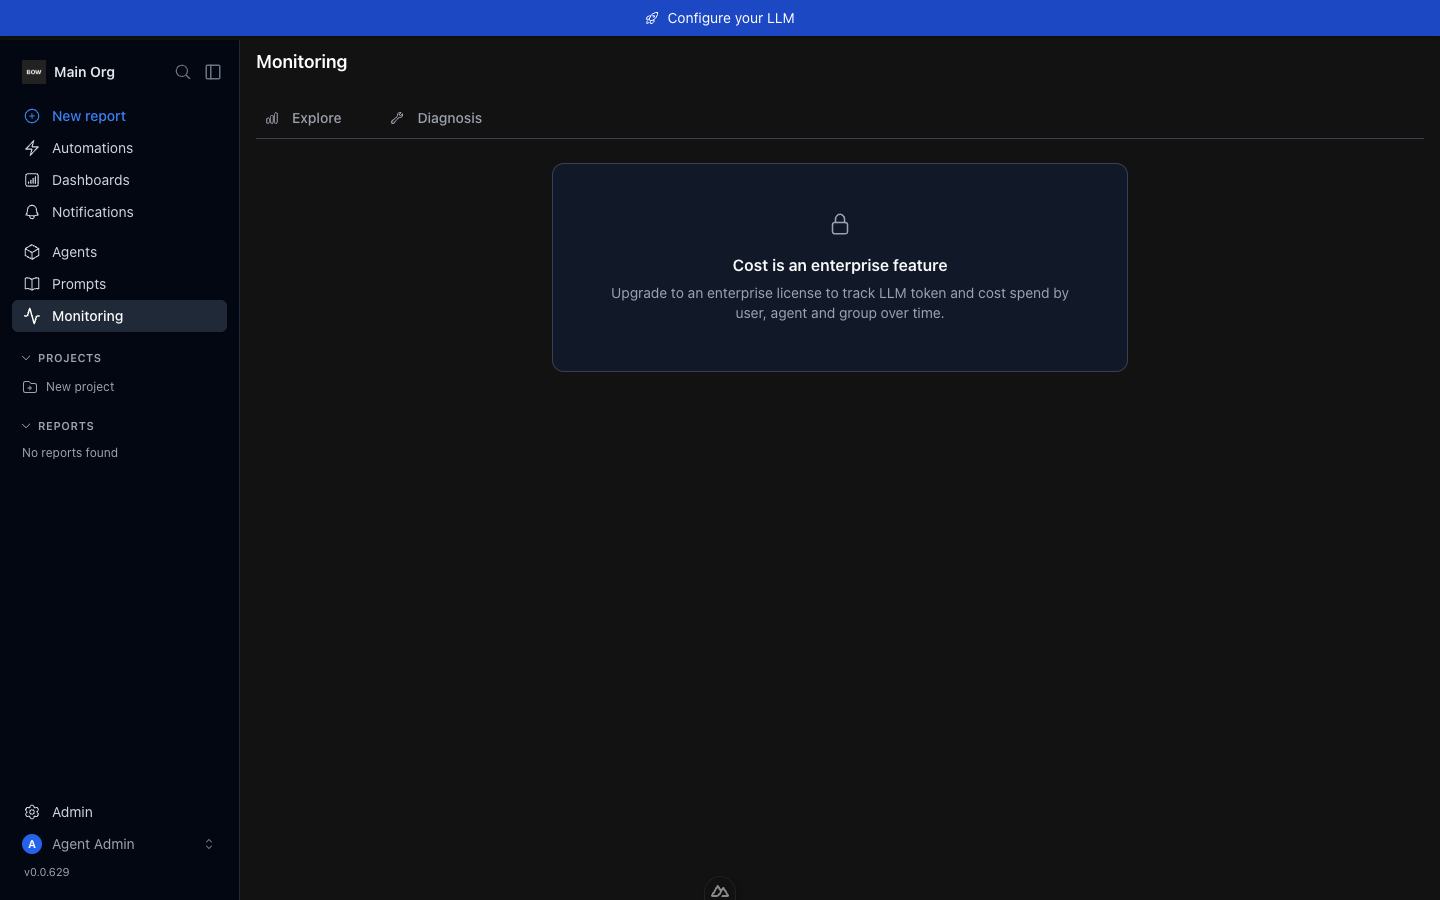 Configure your LLM
BOW
Main Org
New report
Automations
Dashboards
Notifications
Agents
Prompts
Monitoring
PROJECTS
New project
REPORTS
No reports found
Admin
A
Agent Admin
v0.0.629
Monitoring
Explore
Diagnosis
Cost is an enterprise feature
Upgrade to an enterprise license to track LLM token and cost spend by
user, agent and group over time.